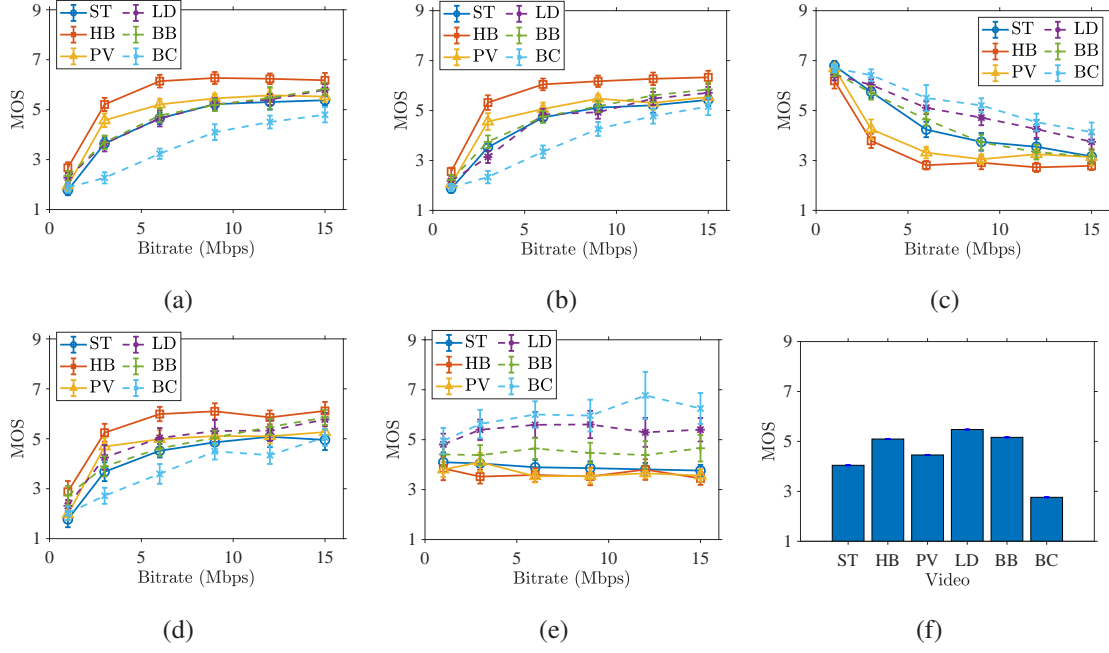 9
7
5
3
1
MOS
ST LD
HB BB
PV BC
0 5 10 15
Bitrate (Mbps)
(a)
9
7
5
3
1
MOS
ST LD
HB BB
PV BC
0 5 10 15
Bitrate (Mbps)
(b)
9
7
5
3
1
MOS
ST LD
HB BB
PV BC
0 5 10 15
Bitrate (Mbps)
(c)
9
7
5
3
1
MOS
ST LD
HB BB
PV BC
0 5 10 15
Bitrate (Mbps)
(d)
9
7
5
3
1
MOS
ST LD
HB BB
PV BC
0 5 10 15
Bitrate (Mbps)
(e)
9
7
5
3
1
MOS
ST HB PV LD BB BC
Video
(f)